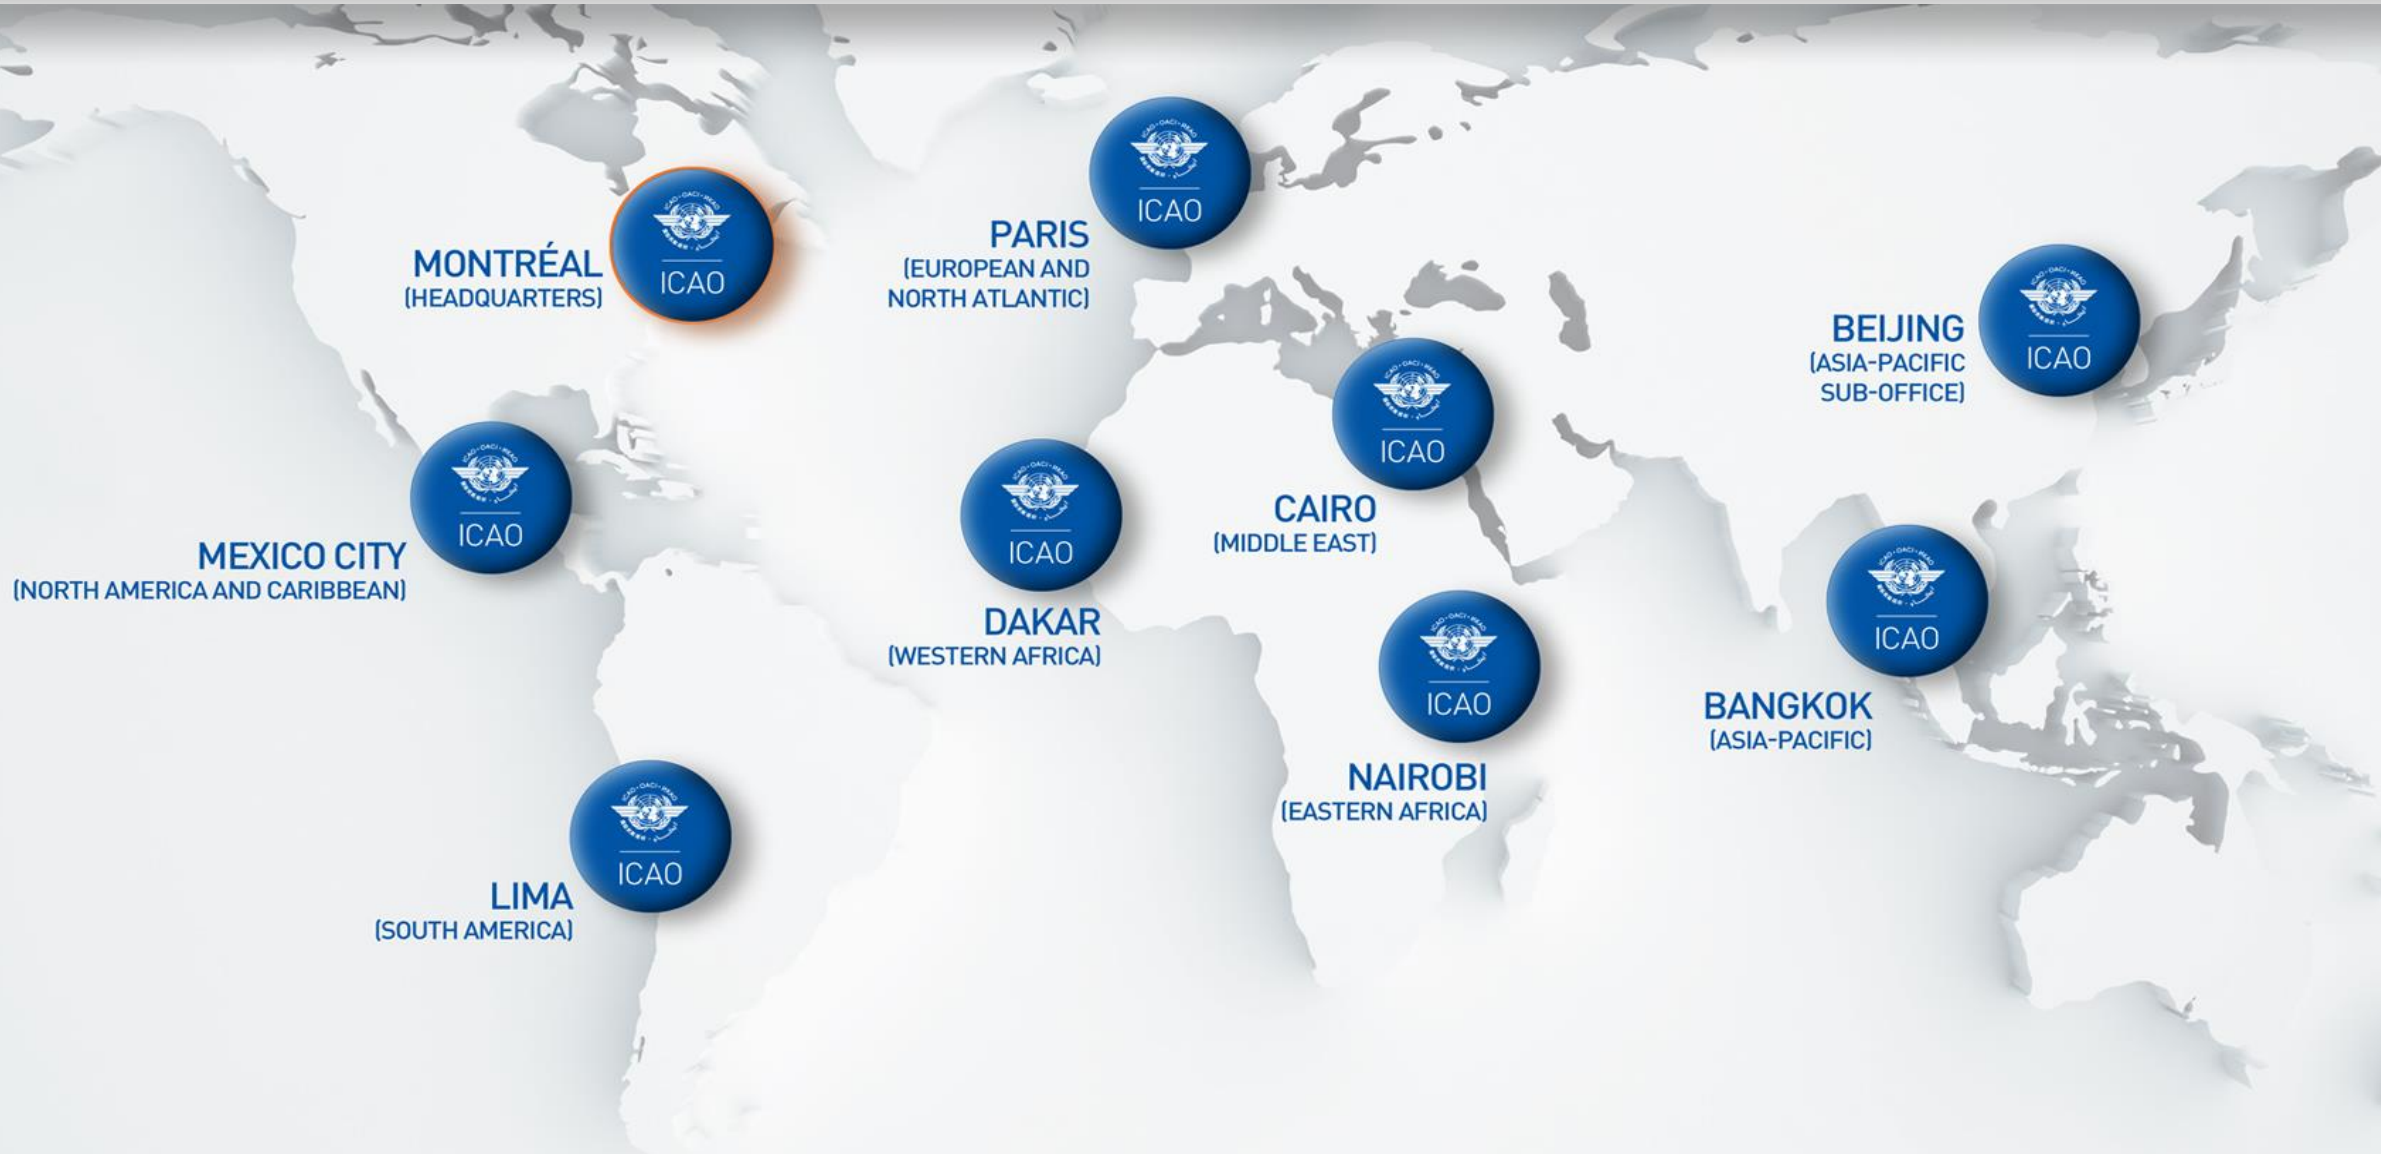 ICAO
MONTRÉAL
(HEADQUARTERS)
ICAO
PARIS
(EUROPEAN AND
NORTH ATLANTIC)
ICAO
BEIJING
(ASIA-PACIFIC
SUB-OFFICE)
ICAO
MEXICO CITY
(NORTH AMERICA AND CARIBBEAN)
ICAO
DAKAR
(WESTERN AFRICA)
ICAO
CAIRO
(MIDDLE EAST)
ICAO
NAIROBI
(EASTERN AFRICA)
ICAO
BANGKOK
(ASIA-PACIFIC)
ICAO
LIMA
(SOUTH AMERICA)